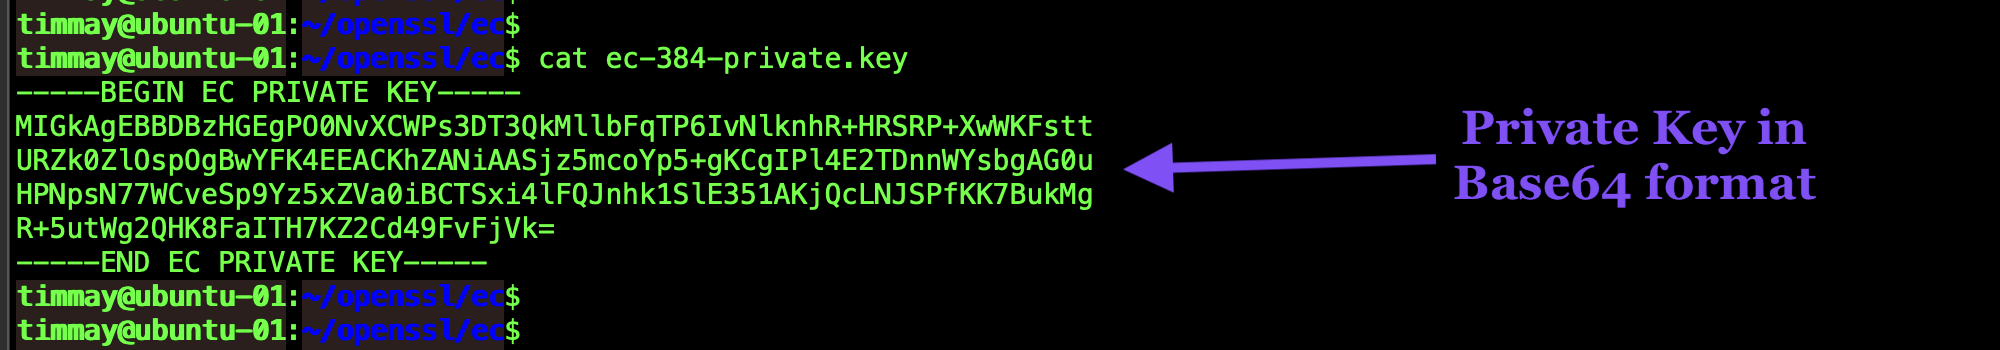 timmay@ubuntu-01:~/openssl/ec$
timmay@ubuntu-01:~/openssl/ec$ cat ec-384-private.key
-----BEGIN EC PRIVATE KEY-----
MIGkAgEBBDBzHGEgPO0NvXCWPs3DT3QkMllbFqTP6IvNlknhR+HRSRP+XwWKFstt
URZk0ZlOspOgBwYFK4EEACKhZANiAASjz5mcoYp5+gKCgIPl4E2TDnnWYsbgAG0u
HPNpsN77WCveSp9Yz5xZVa0iBCTSxi4lFQJnhk1SlE351AKjQcLNJSPfKK7BukMg
R+5utWg2QHK8FaITH7KZ2Cd49FvFjVk=
-----END EC PRIVATE KEY-----
timmay@ubuntu-01:~/openssl/ec$
timmay@ubuntu-01:~/openssl/ec$
Private Key in
Base64 format